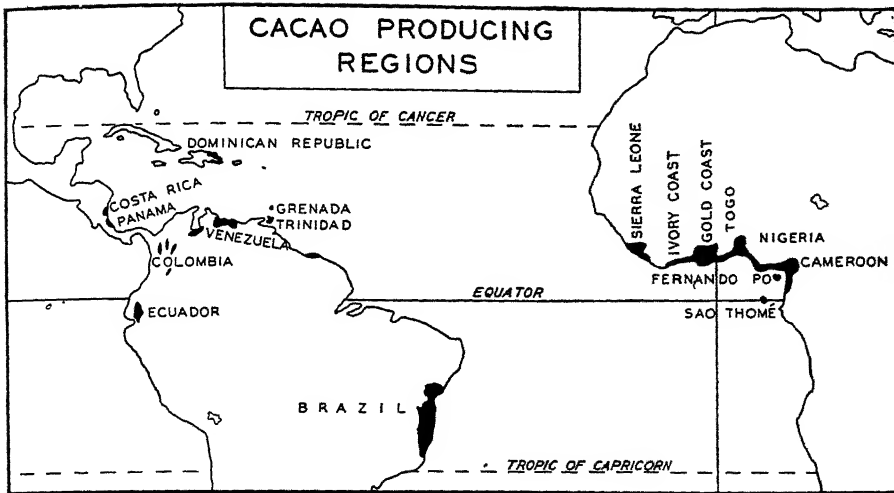 CACAO PRODUCING
REGIONS
TROPIC OF CANCER
DOMINICAN REPUBLIC
COSTA RICA
PANAMA
GRENADA
TRINIDAD
VENEZUELA
COLOMBIA
ECUADOR
EQUATOR
BRAZIL
TROPIC OF CAPRICORN
SIERRA LEONE
IVORY COAST
GOLD COAST
TOGO
NIGERIA
CAMEROON
FERNANDO PO
SAO THOMÉ